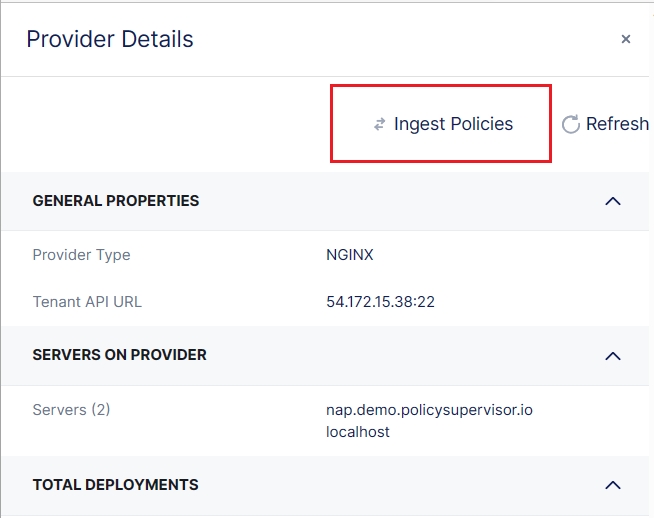 Provider Details
×
Ingest Policies
Refresh
GENERAL PROPERTIES
Provider Type NGINX
Tenant API URL 54.172.15.38:22
SERVERS ON PROVIDER
Servers (2) nap.demo.policysupervisor.io
localhost
TOTAL DEPLOYMENTS